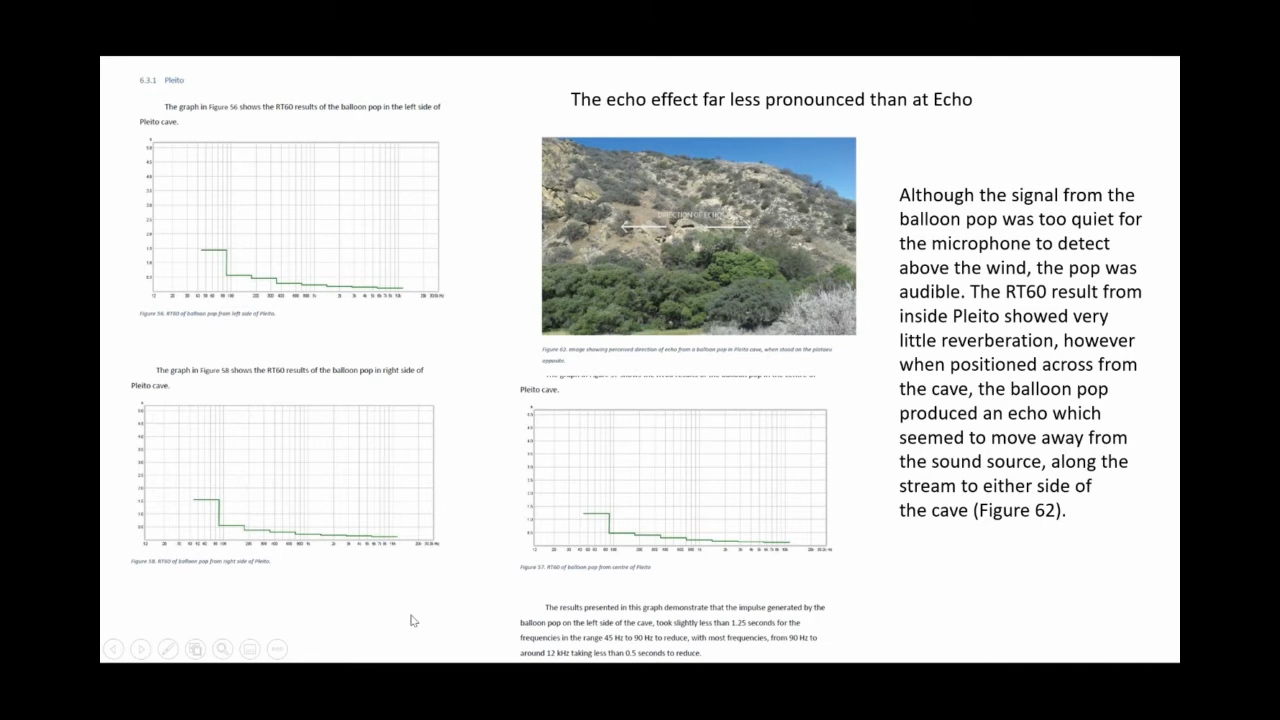 6.3.1 Pleito
The graph in Figure 56 shows the RT60 results of the balloon pop in the left side of
Pleito cave.
Figure 56. RT60 of balloon pop from left side of Pleito.
The graph in Figure 58 shows the RT60 results of the balloon pop in right side of
Pleito cave.
Figure 58. RT60 of balloon pop from right side of Pleito.
The echo effect far less pronounced than at Echo
DIRECTION OF ECHO
Figure 62. Image showing perceived direction of echo from a balloon pop in Pleito cave, when stood on the plateau
opposite.
Pleito cave.
Figure 57. RT60 of balloon pop from centre of Pleito
The results presented in this graph demonstrate that the impulse generated by the
balloon pop on the left side of the cave, took slightly less than 1.25 seconds for the
frequencies in the range 45 Hz to 90 Hz to reduce, with most frequencies, from 90 Hz to
around 12 kHz taking less than 0.5 seconds to reduce.
Although the signal from the
balloon pop was too quiet for
the microphone to detect
above the wind, the pop was
audible. The RT60 result from
inside Pleito showed very
little reverberation, however
when positioned across from
the cave, the balloon pop
produced an echo which
seemed to move away from
the sound source, along the
stream to either side of
the cave (Figure 62).